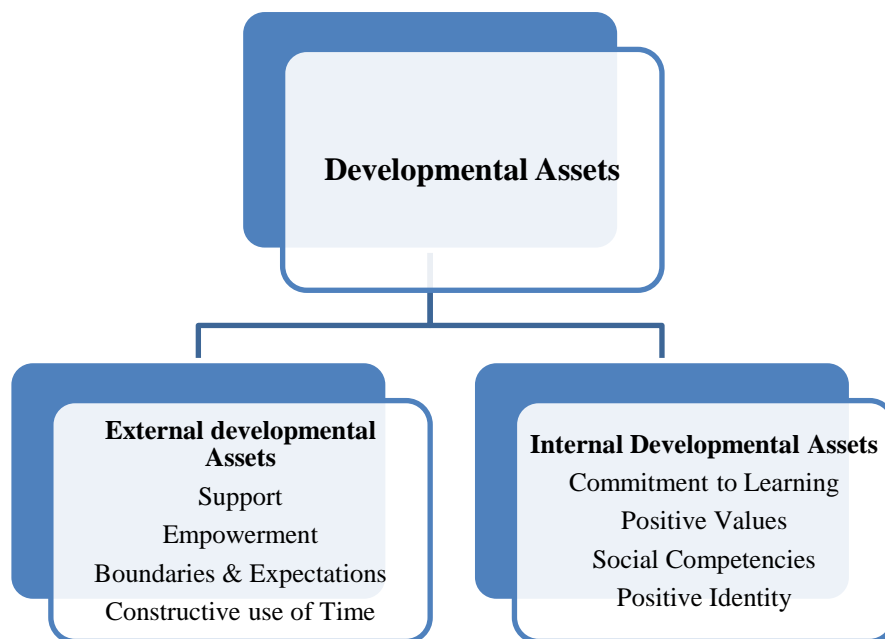 Developmental Assets
External developmental
Assets
Support
Empowerment
Boundaries & Expectations
Constructive use of Time
Internal Developmental Assets
Commitment to Learning
Positive Values
Social Competencies
Positive Identity